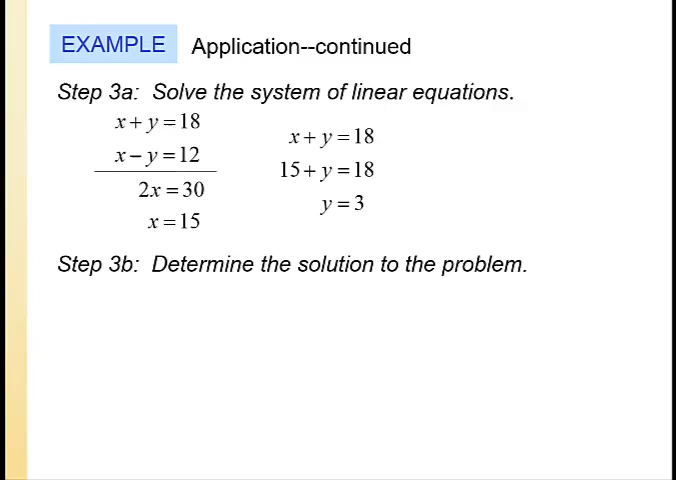 EXAMPLE Application--continued
Step 3a: Solve the system of linear equations.
x + y = 18
x − y = 12
2x = 30
x = 15
x + y = 18
15 + y = 18
y = 3
Step 3b: Determine the solution to the problem.